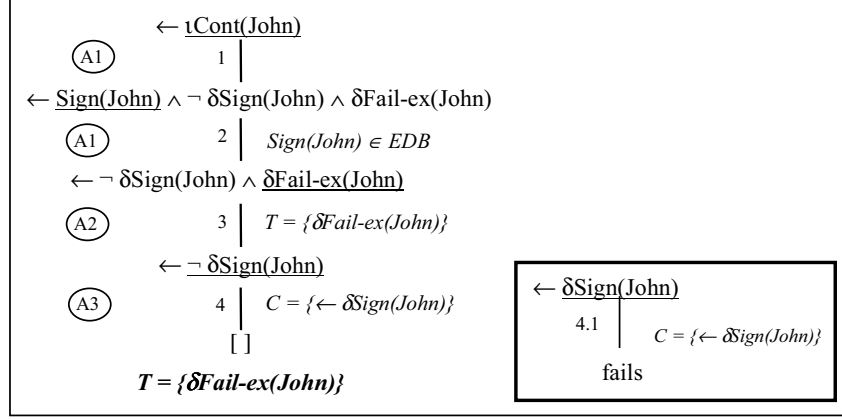 ← ιCont(John)
A1 1
← Sign(John) ∧ ¬ δSign(John) ∧ δFail-ex(John)
A1 2 Sign(John) ∈ EDB
← ¬ δSign(John) ∧ δFail-ex(John)
A2 3 T = {δFail-ex(John)}
← ¬ δSign(John)
A3 4 C = {← δSign(John)}
[ ]
T = {δFail-ex(John)}
← δSign(John)
4.1 C = {← δSign(John)}
fails